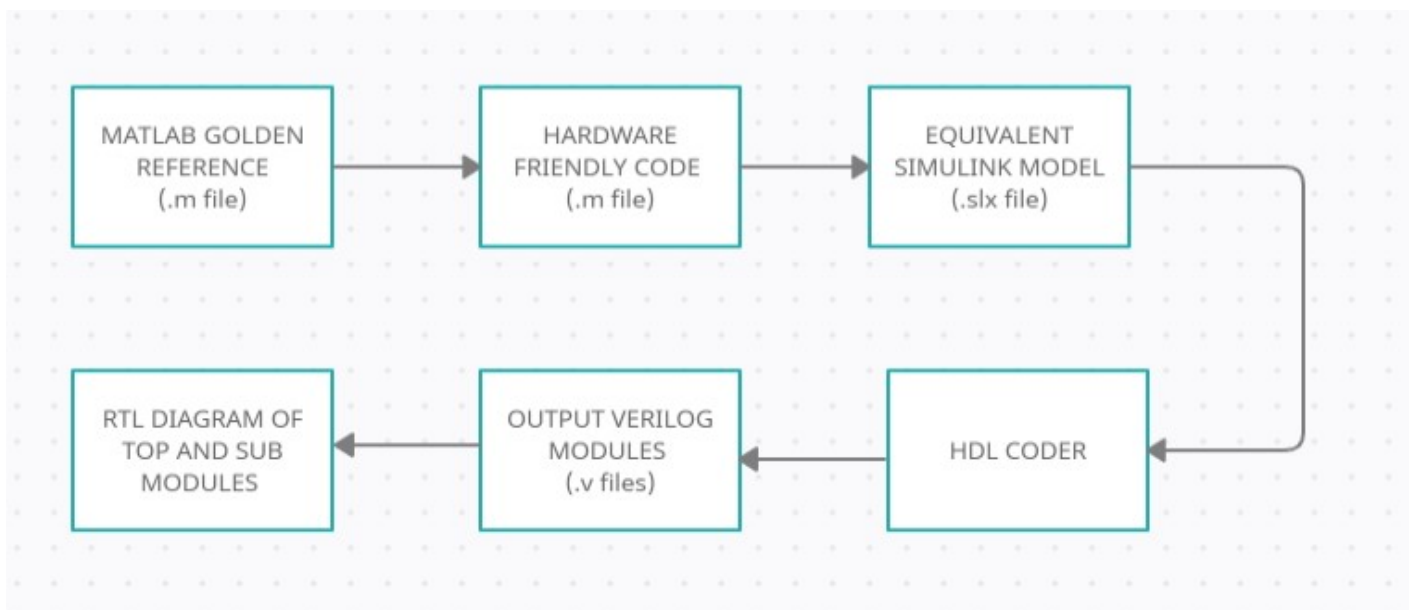 MATLAB GOLDEN
REFERENCE
(.m file)
HARDWARE
FRIENDLY CODE
(.m file)
EQUIVALENT
SIMULINK MODEL
(.slx file)
HDL CODER
OUTPUT VERILOG
MODULES
(.v files)
RTL DIAGRAM OF
TOP AND SUB
MODULES